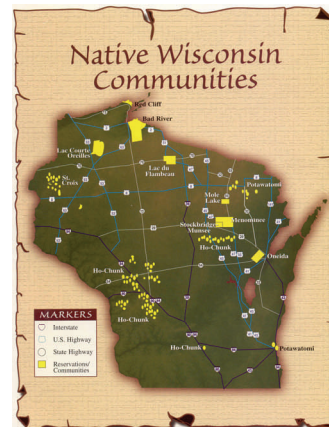 Native Wisconsin
Communities
Red Cliff
Bad River
Lac Courte
Oreilles
Lac du
Flambeau
St.
Croix
Mole
Lake
Potawatomi
Menominee
Stockbridge-
Munsee
Ho-Chunk
Oneida
Ho-Chunk
Ho-Chunk
Ho-Chunk
Potawatomi
MARKERS
Interstate
U.S. Highway
State Highway
Reservations/
Communities